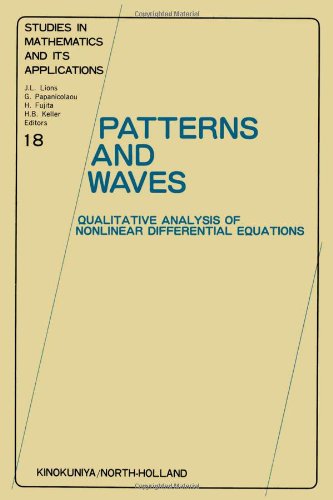 STUDIES IN
MATHEMATICS
AND ITS
APPLICATIONS
J.L. Lions
G. Papanicolaou
H. Fujita
H.B. Keller
Editors
18
PATTERNS
AND
WAVES
QUALITATIVE ANALYSIS OF
NONLINEAR DIFFERENTIAL EQUATIONS
KINOKUNIYA/NORTH-HOLLAND